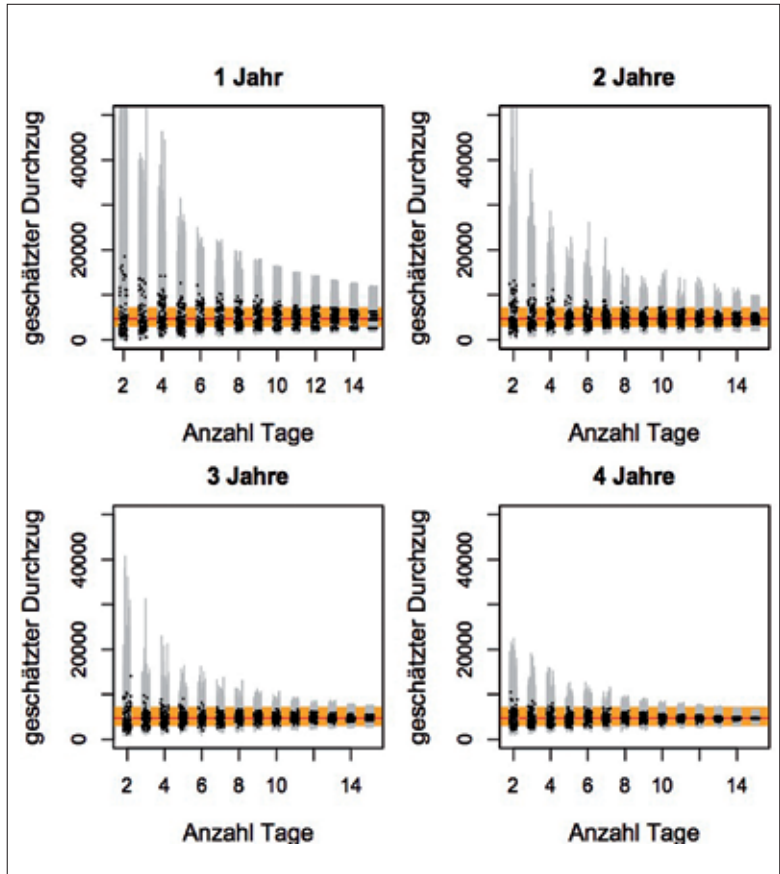 1 Jahr
geschätzter Durchzug
0 20000 40000
2 4 6 8 10 12 14
Anzahl Tage
2 Jahre
geschätzter Durchzug
0 20000 40000
2 4 6 8 10 14
Anzahl Tage
3 Jahre
geschätzter Durchzug
0 20000 40000
2 4 6 8 10 14
Anzahl Tage
4 Jahre
geschätzter Durchzug
0 20000 40000
2 4 6 8 10 14
Anzahl Tage